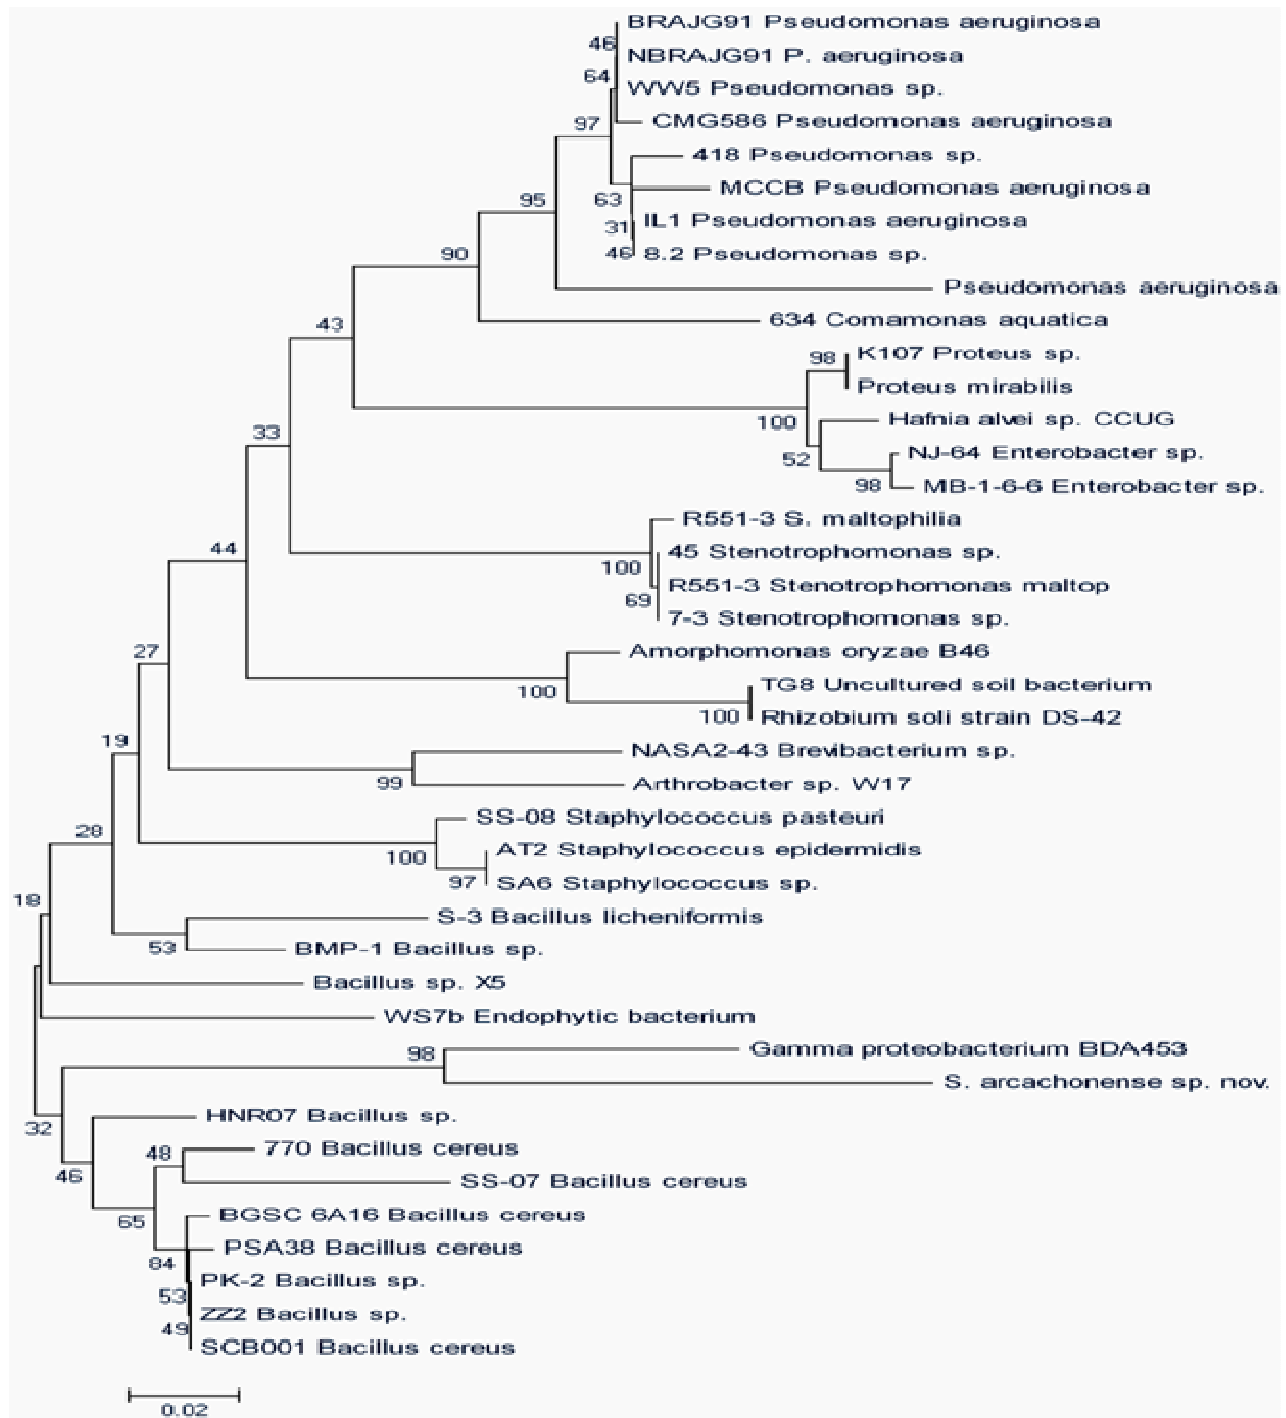 BRAJG91 Pseudomonas aeruginosa
46
NBRAJG91 P. aeruginosa
64
WW5 Pseudomonas sp.
97
CMG586 Pseudomonas aeruginosa
418 Pseudomonas sp.
MCCB Pseudomonas aeruginosa
95
63
IL1 Pseudomonas aeruginosa
31
90
46
8.2 Pseudomonas sp.
Pseudomonas aeruginosa
634 Comamonas aquatica
43
98
K107 Proteus sp.
Proteus mirabilis
100
Hafnia alvei sp. CCUG
33
52
NJ-64 Enterobacter sp.
98
MB-1-6-6 Enterobacter sp.
R551-3 S. maltophilia
44
45 Stenotrophomonas sp.
100
R551-3 Stenotrophomonas maltop
69
7-3 Stenotrophomonas sp.
27
Amorphomonas oryzae B46
100
TG8 Uncultured soil bacterium
100
Rhizobium soli strain DS-42
19
NASA2-43 Brevibacterium sp.
99
Arthrobacter sp. W17
SS-08 Staphylococcus pasteuri
28
100
AT2 Staphylococcus epidermidis
97
SA6 Staphylococcus sp.
18
S-3 Bacillus licheniformis
53
BMP-1 Bacillus sp.
Bacillus sp. X5
WS7b Endophytic bacterium
98
Gamma proteobacterium BDA453
S. arcachonense sp. nov.
32
HNR07 Bacillus sp.
48
770 Bacillus cereus
46
SS-07 Bacillus cereus
65
BGSC 6A16 Bacillus cereus
84
PSA38 Bacillus cereus
53
PK-2 Bacillus sp.
ZZ2 Bacillus sp.
49
SCB001 Bacillus cereus
0.02